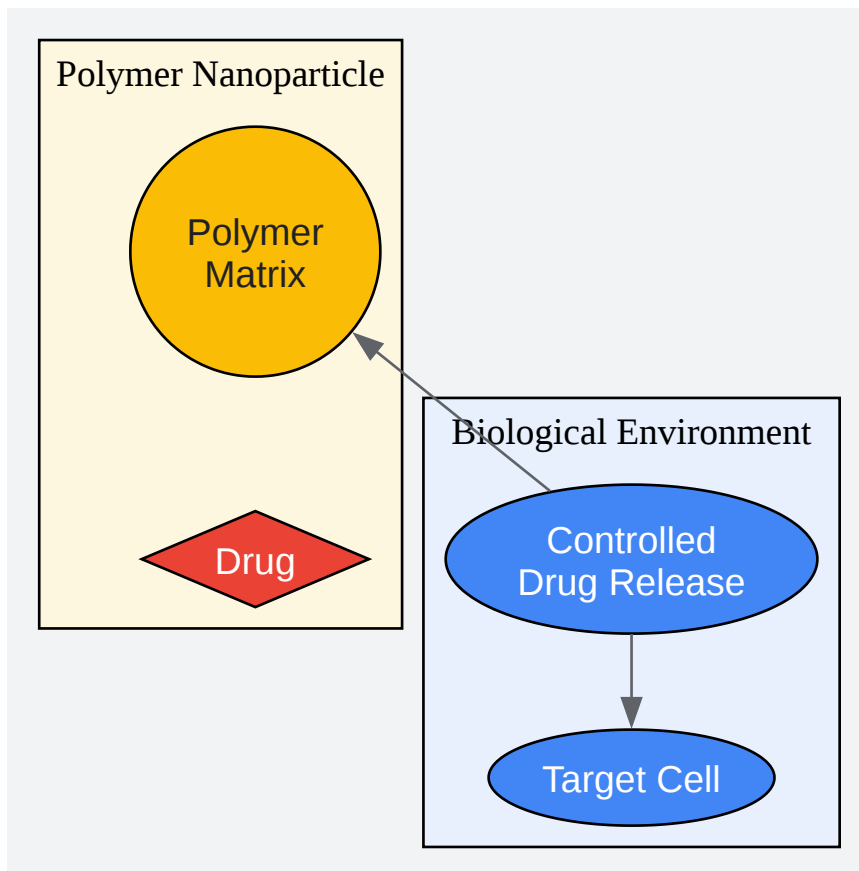 Polymer Nanoparticle
Polymer
Matrix
Biological Environment
Controlled
Drug Release
Drug
Target Cell